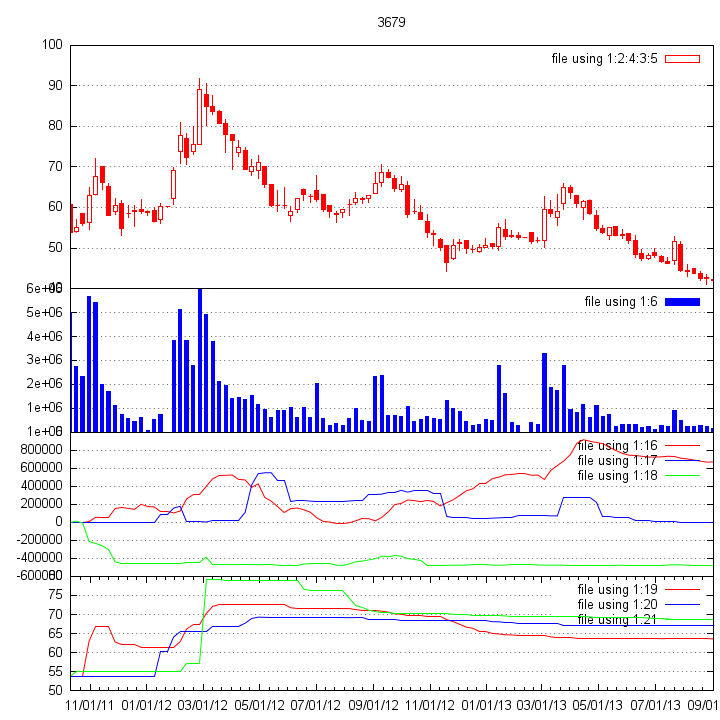 3679
100
file using 1:2:4:3:5
90
80
70
60
50
6e+06
file using 1:6
5e+06
4e+06
3e+06
2e+06
1e+06
800000
file using 1:16
file using 1:17
600000
file using 1:18
400000
200000
0
-200000
-400000
file using 1:19
75
file using 1:20
70
file using 1:21
65
60
55
50
11/01/11 01/01/12 03/01/12 05/01/12 07/01/12 09/01/12 11/01/12 01/01/13 03/01/13 05/01/13 07/01/13 09/01